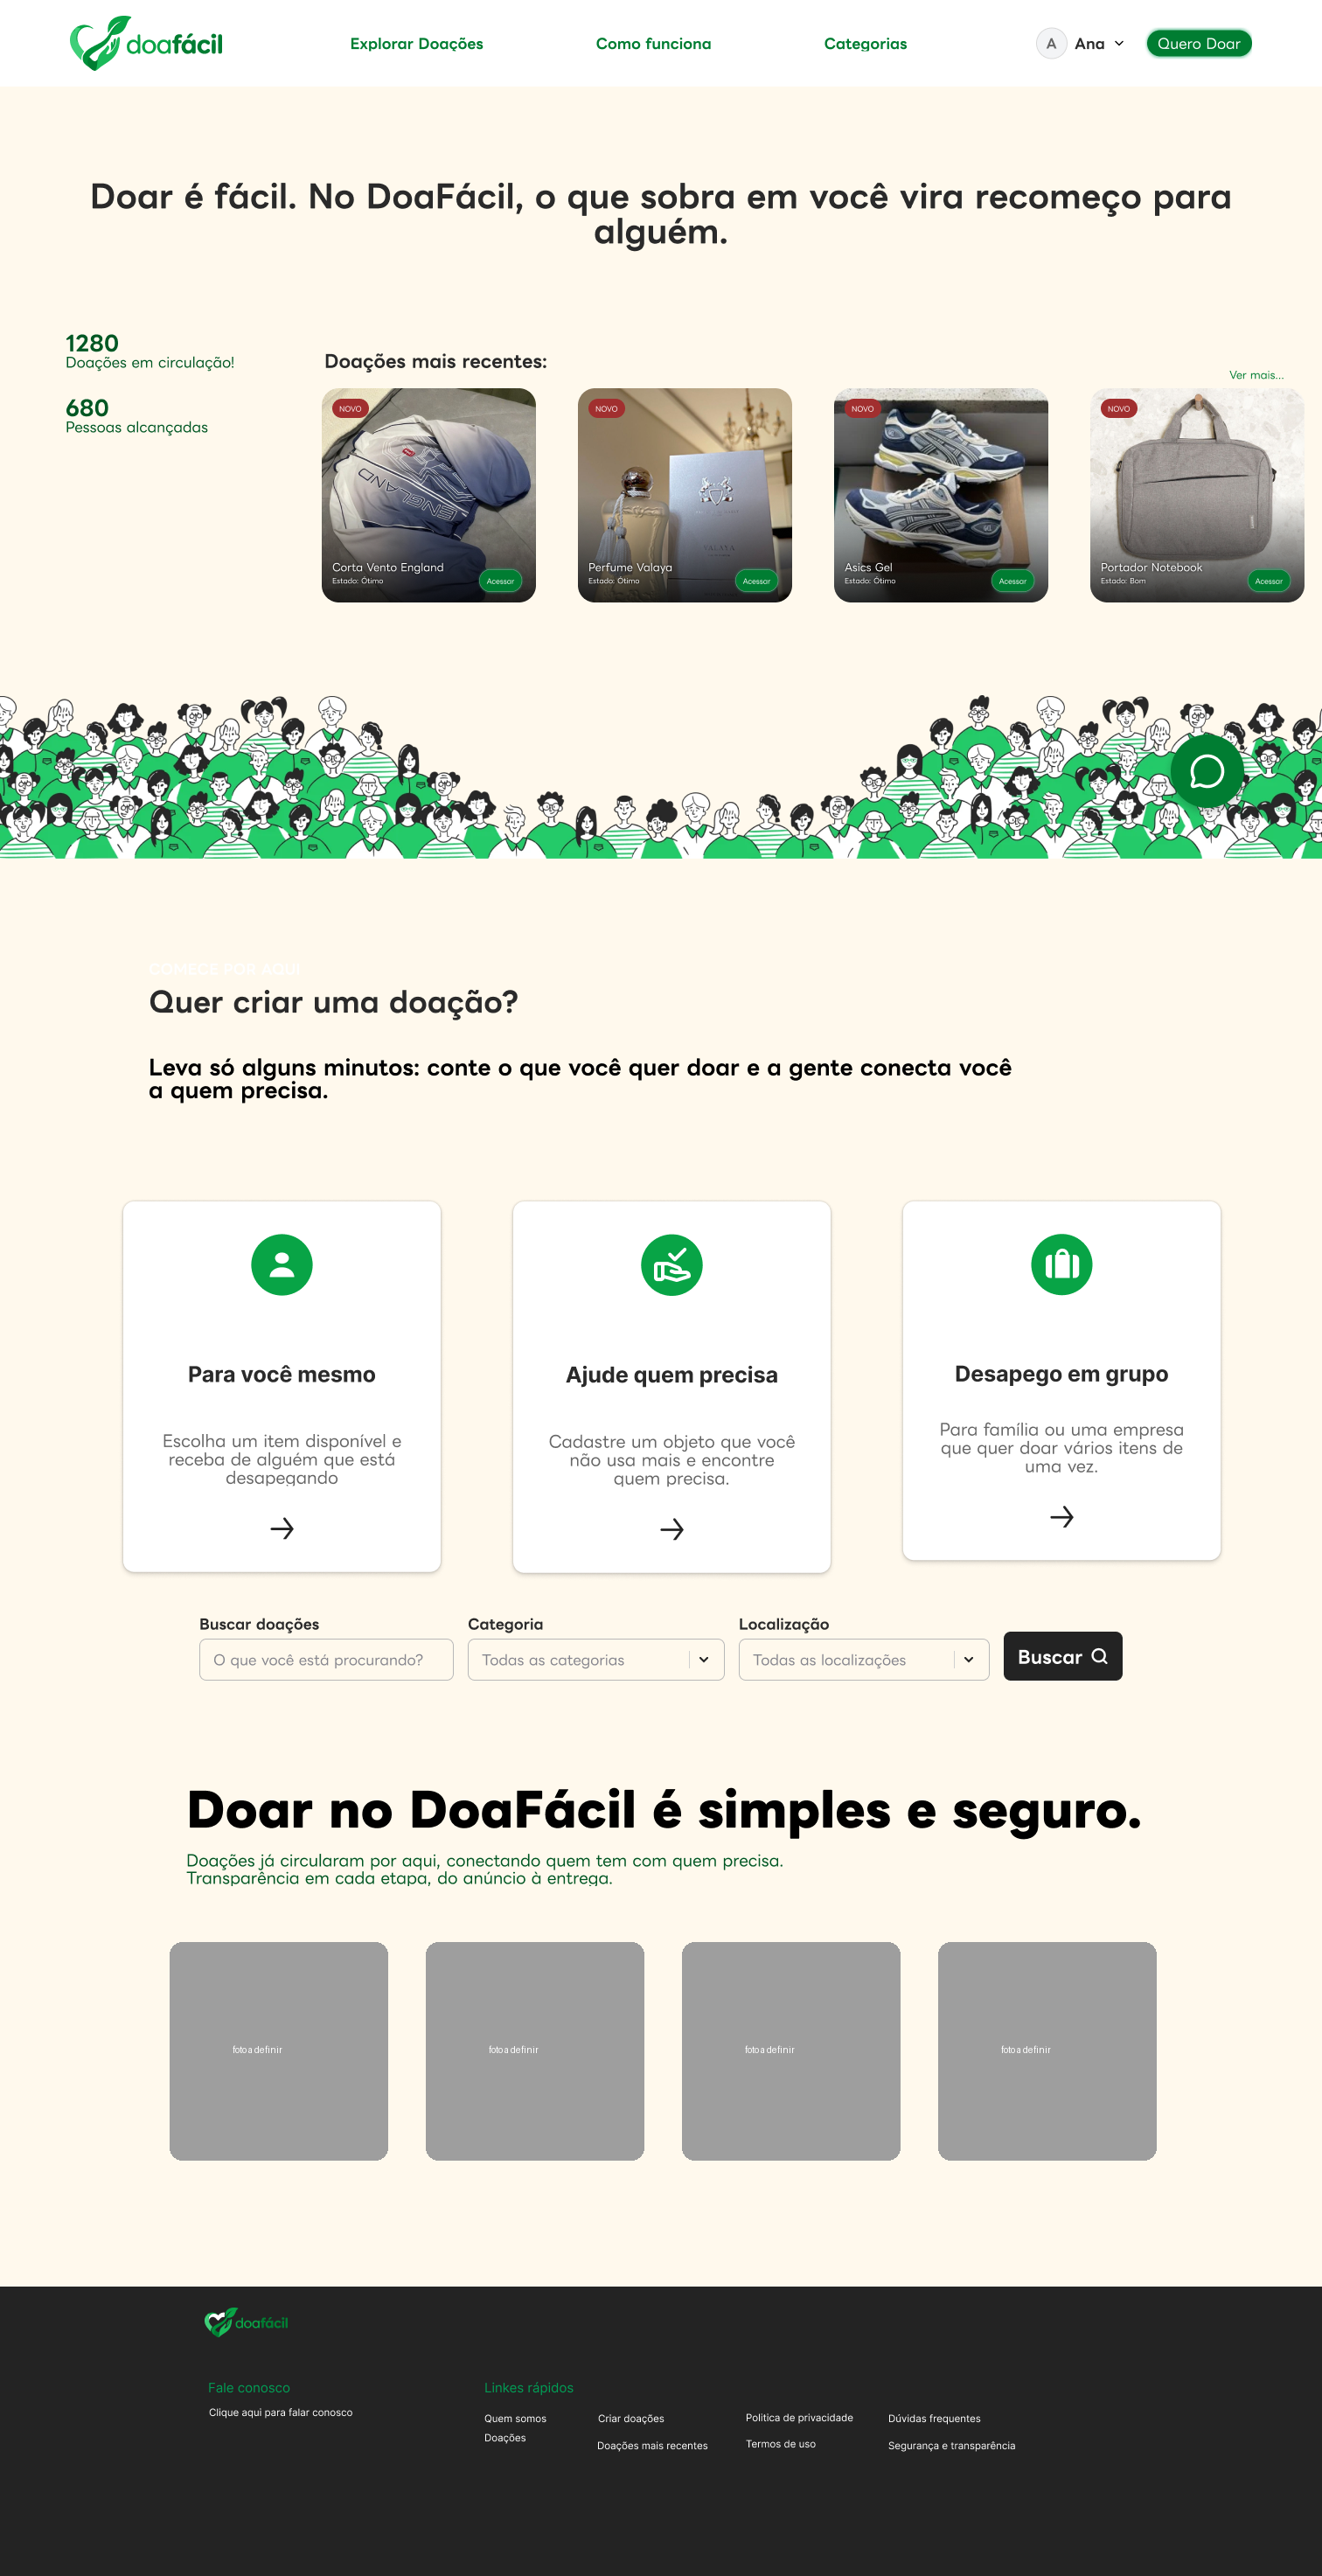 doafácil
Explorar Doações
Como funciona
Categorias
A
Ana
Quero Doar
Doar é fácil. No DoaFácil, o que sobra em você vira recomeço para
alguém.
1280
Doações em circulação!
680
Pessoas alcançadas
Doações mais recentes:
Ver mais...
NOVO
ENGLAND
Corta Vento England
Estado: Ótimo
Acessar
NOVO
VALAYA
Perfume Valaya
Estado: Ótimo
Acessar
NOVO
Asics Gel
Estado: Ótimo
Acessar
NOVO
Portador Notebook
Estado: Bom
Acessar
COMECE POR AQUI
Quer criar uma doação?
Leva só alguns minutos: conte o que você quer doar e a gente conecta você
a quem precisa.
Para você mesmo
Escolha um item disponível e
receba de alguém que está
desapegando
Ajude quem precisa
Cadastre um objeto que você
não usa mais e encontre
quem precisa.
Desapego em grupo
Para família ou uma empresa
que quer doar vários itens de
uma vez.
Buscar doações
O que você está procurando?
Categoria
Todas as categorias
Localização
Todas as localizações
Buscar
Doar no DoaFácil é simples e seguro.
Doações já circularam por aqui, conectando quem tem com quem precisa.
Transparência em cada etapa, do anúncio à entrega.
foto a definir
foto a definir
foto a definir
foto a definir
doafácil
Fale conosco
Clique aqui para falar conosco
Linkes rápidos
Quem somos
Doações
Criar doações
Doações mais recentes
Politica de privacidade
Termos de uso
Dúvidas frequentes
Segurança e transparência